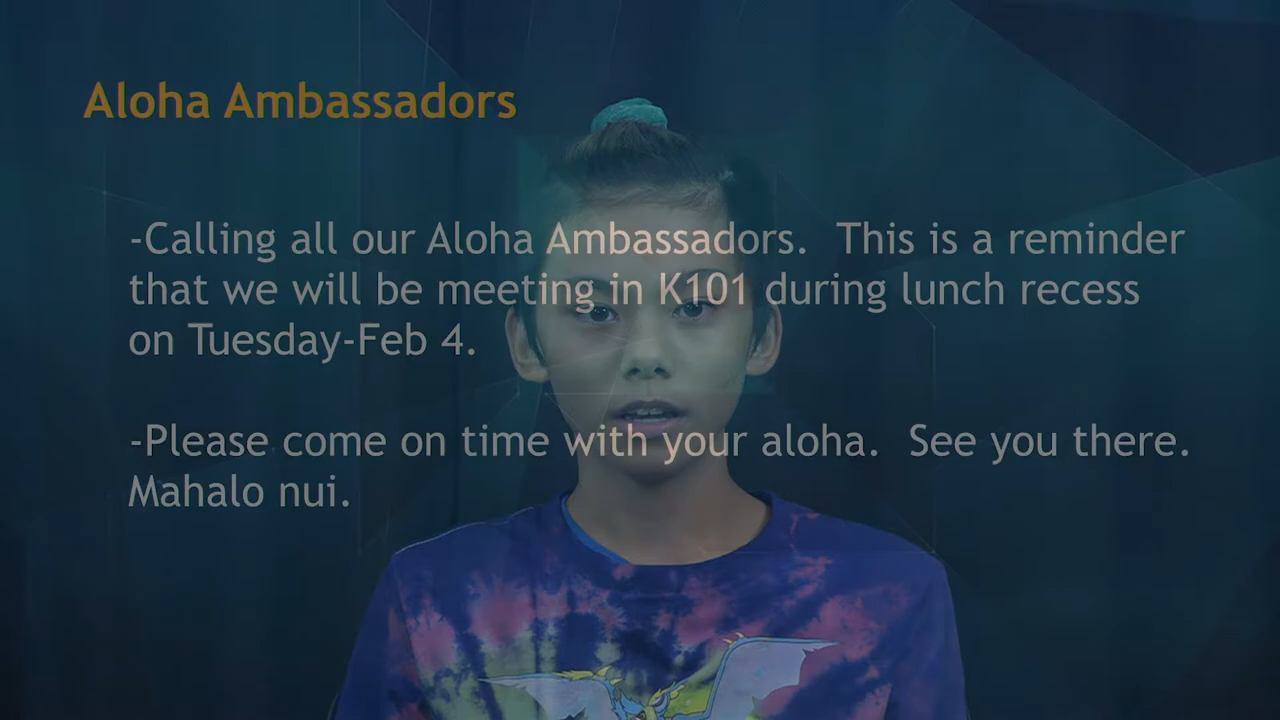 Aloha Ambassadors
-Calling all our Aloha Ambassadors.  This is a reminder
that we will be meeting in K101 during lunch recess
on Tuesday-Feb 4.
-Please come on time with your aloha.  See you there.
Mahalo nui.